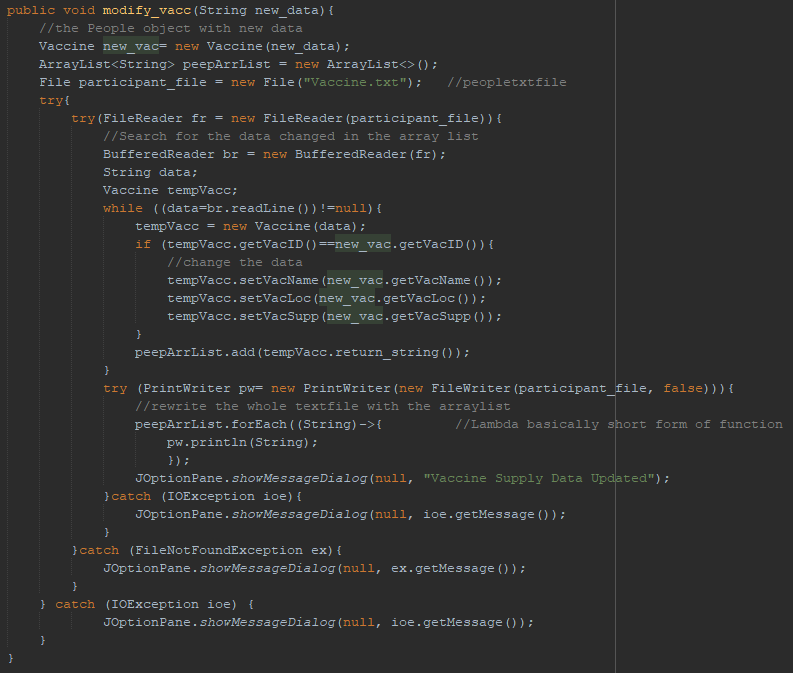 public void modify_vacc(String new_data){
    //the People object with new data
    Vaccine new_vac= new Vaccine(new_data);
    ArrayList<String> peepArrList = new ArrayList<>();
    File participant_file = new File("Vaccine.txt");   //peopletxtfile
    try{
        try(FileReader fr = new FileReader(participant_file)){
            //Search for the data changed in the array list
            BufferedReader br = new BufferedReader(fr);
            String data;
            Vaccine tempVacc;
            while ((data=br.readLine())!=null){
                tempVacc = new Vaccine(data);
                if (tempVacc.getVacID()==new_vac.getVacID()){
                    //change the data
                    tempVacc.setVacName(new_vac.getVacName());
                    tempVacc.setVacLoc(new_vac.getVacLoc());
                    tempVacc.setVacSupp(new_vac.getVacSupp());
                }
                peepArrList.add(tempVacc.return_string());
            }
            try (PrintWriter pw= new PrintWriter(new FileWriter(participant_file, false))){
                //rewrite the whole textfile with the arraylist
                peepArrList.forEach((String)->{         //Lambda basically short form of function
                    pw.println(String);
                    });
                JOptionPane.showMessageDialog(null, "Vaccine Supply Data Updated");
            }catch (IOException ioe){
                JOptionPane.showMessageDialog(null, ioe.getMessage());
            }
        }catch (FileNotFoundException ex){
            JOptionPane.showMessageDialog(null, ex.getMessage());
        }
    } catch (IOException ioe) {
            JOptionPane.showMessageDialog(null, ioe.getMessage());
    }
}